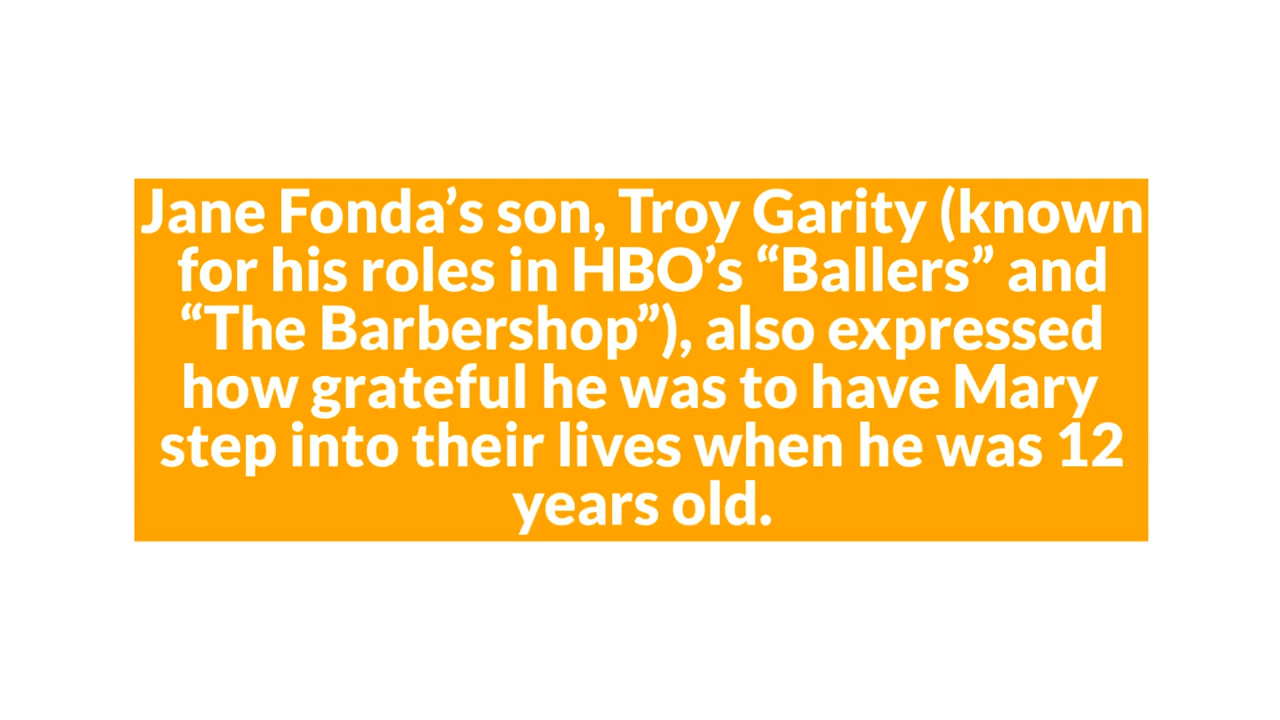 Jane Fonda’s son, Troy Garity (known
for his roles in HBO’s “Ballers” and
“The Barbershop”), also expressed
how grateful he was to have Mary
step into their lives when he was 12
years old.